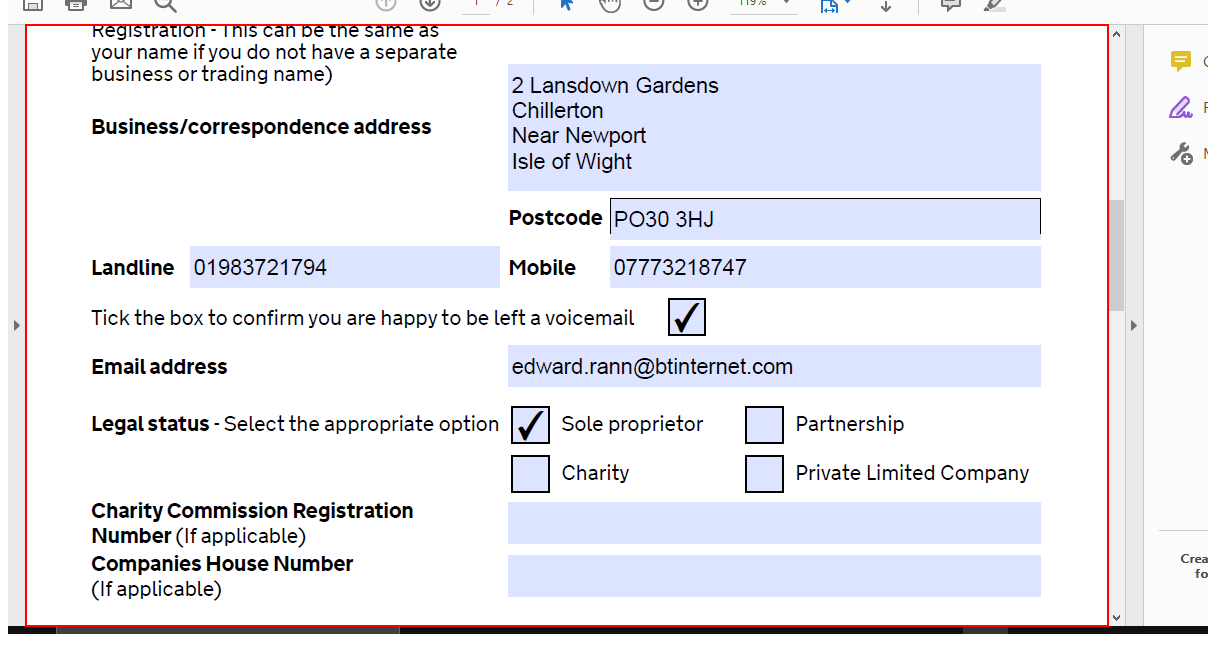 1 / 2
119%
Registration - This can be the same as
your name if you do not have a separate
business or trading name)
Business/correspondence address
2 Lansdown Gardens
Chillerton
Near Newport
Isle of Wight
Postcode PO30 3HJ
Landline 01983721794 Mobile 07773218747
Tick the box to confirm you are happy to be left a voicemail
Email address edward.rann@btinternet.com
Legal status - Select the appropriate option Sole proprietor Partnership
Charity Private Limited Company
Charity Commission Registration
Number (If applicable)
Companies House Number
(If applicable)